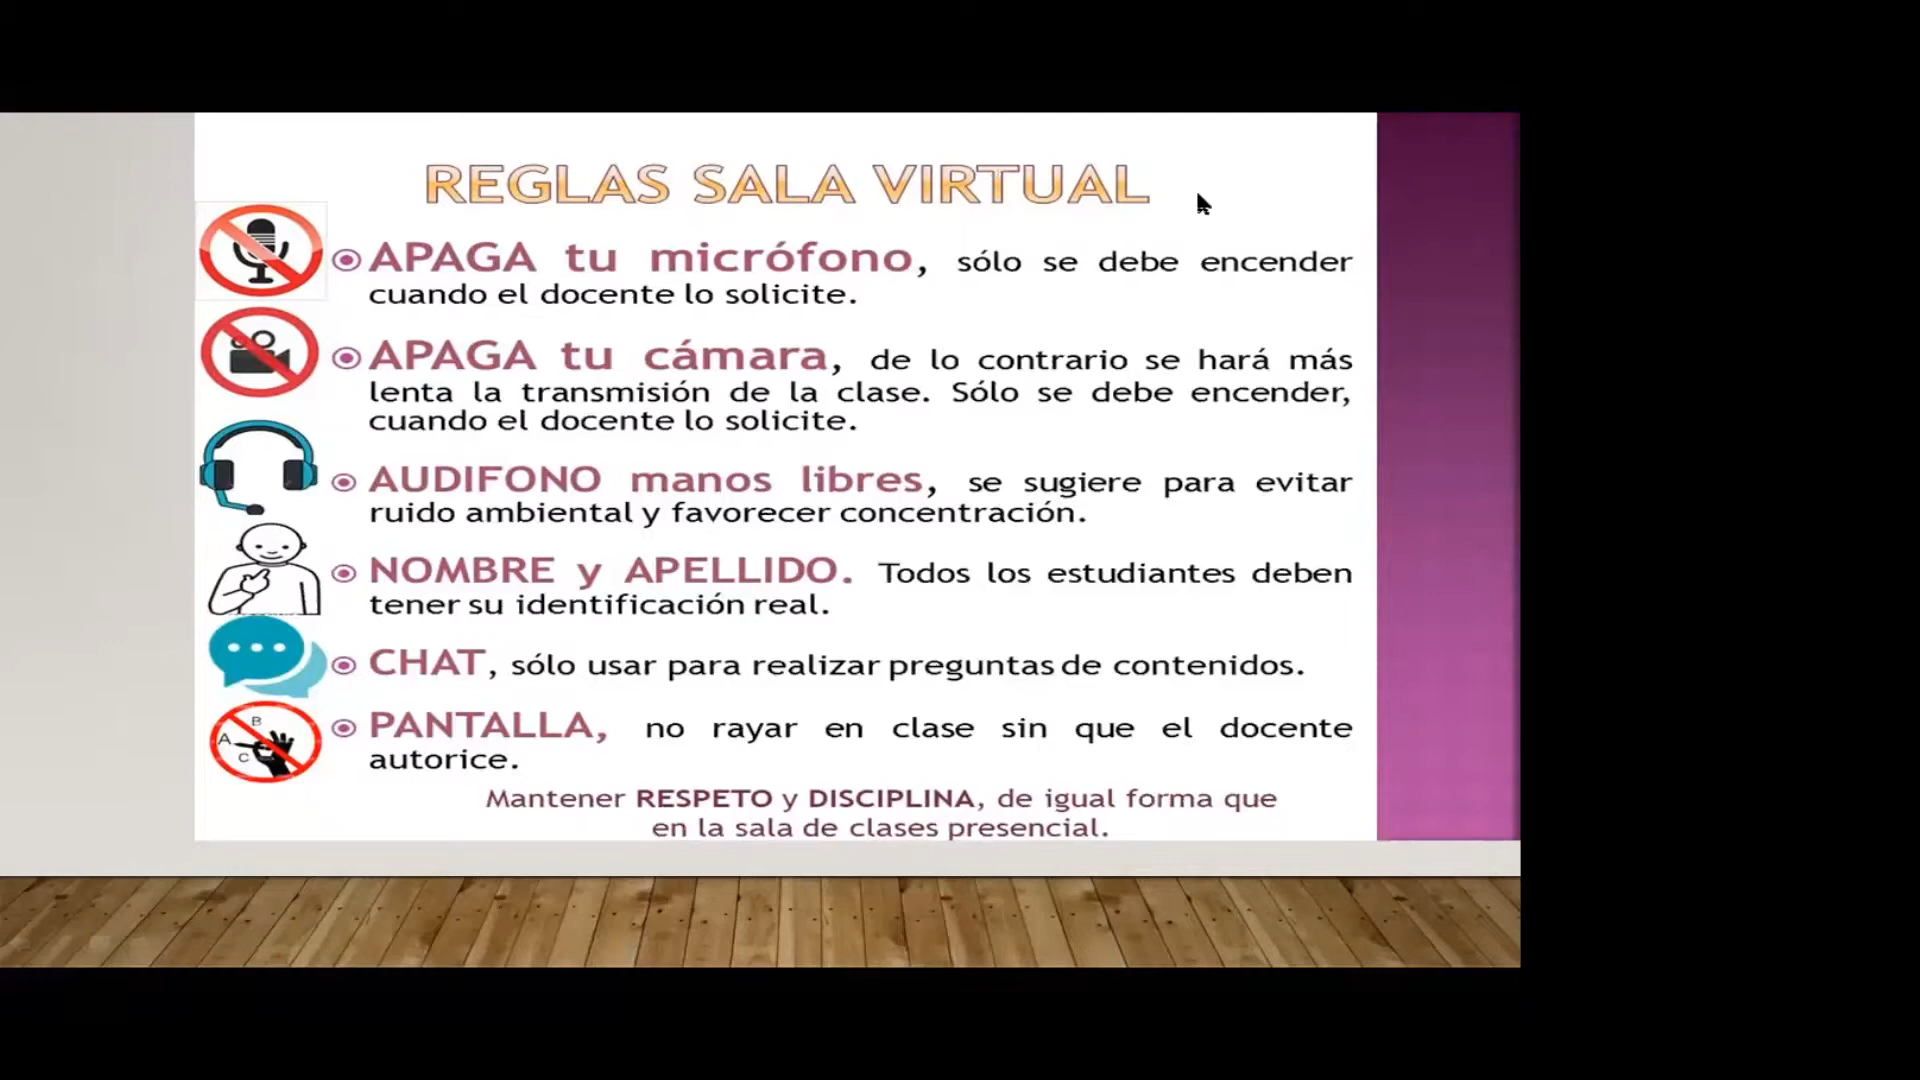 REGLAS SALA VIRTUAL
APAGA tu micrófono, sólo se debe encender
cuando el docente lo solicite.
APAGA tu cámara, de lo contrario se hará más
lenta la transmisión de la clase. Sólo se debe encender,
cuando el docente lo solicite.
AUDIFONO manos libres, se sugiere para evitar
ruido ambiental y favorecer concentración.
NOMBRE y APELLIDO. Todos los estudiantes deben
tener su identificación real.
CHAT, sólo usar para realizar preguntas de contenidos.
B
A
C
PANTALLA, no rayar en clase sin que el docente
autorice.
Mantener RESPETO y DISCIPLINA, de igual forma que
en la sala de clases presencial.